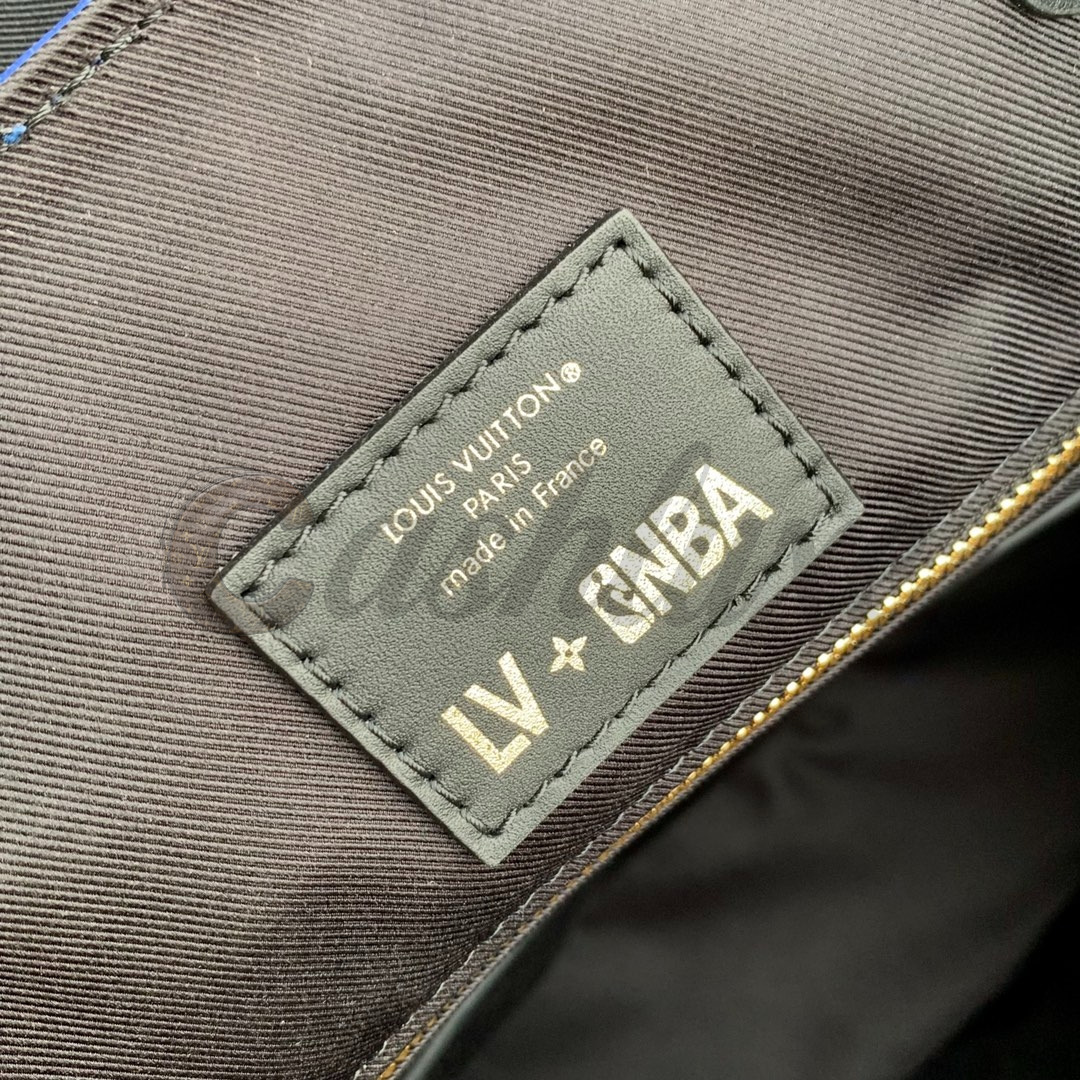 LOUIS VUITTON®
PARIS
made in France
LV NBA